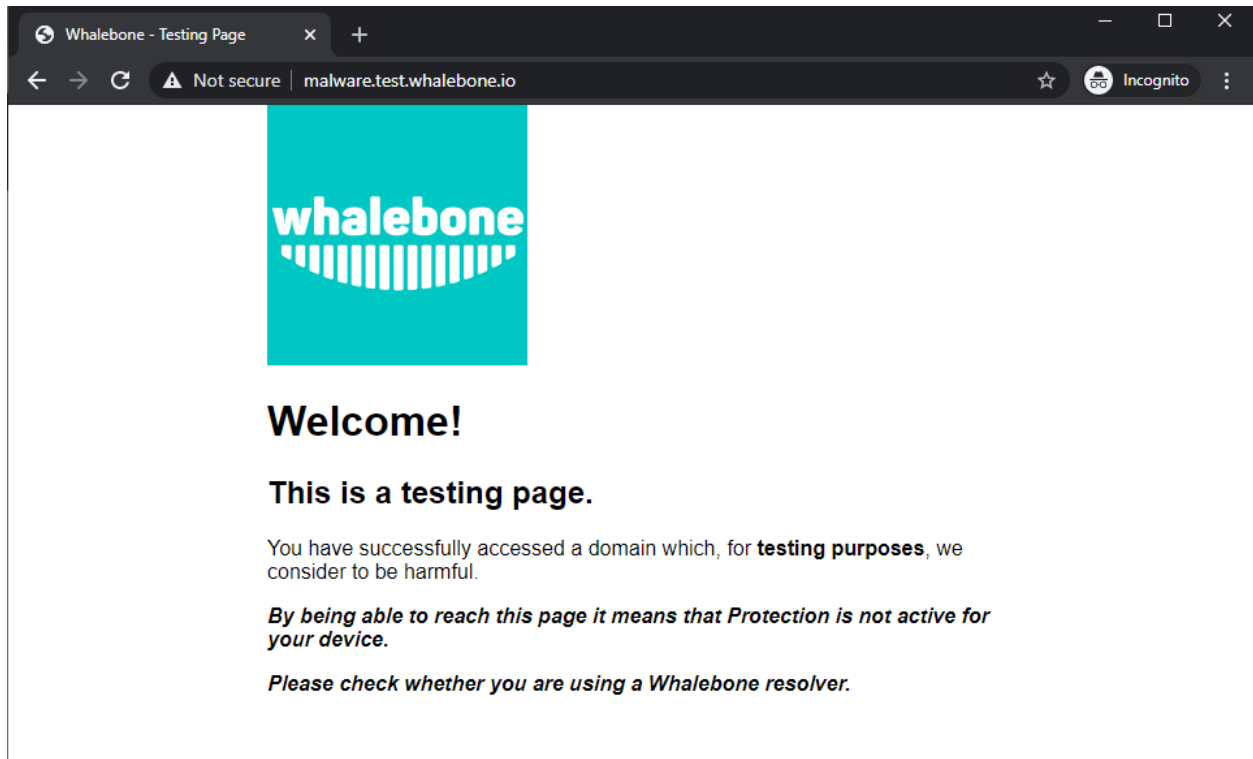 Whalebone - Testing Page
Not secure | malware.test.whalebone.io
Incognito
whalebone
Welcome!
This is a testing page.
You have successfully accessed a domain which, for testing purposes, we
consider to be harmful.
By being able to reach this page it means that Protection is not active for
your device.
Please check whether you are using a Whalebone resolver.